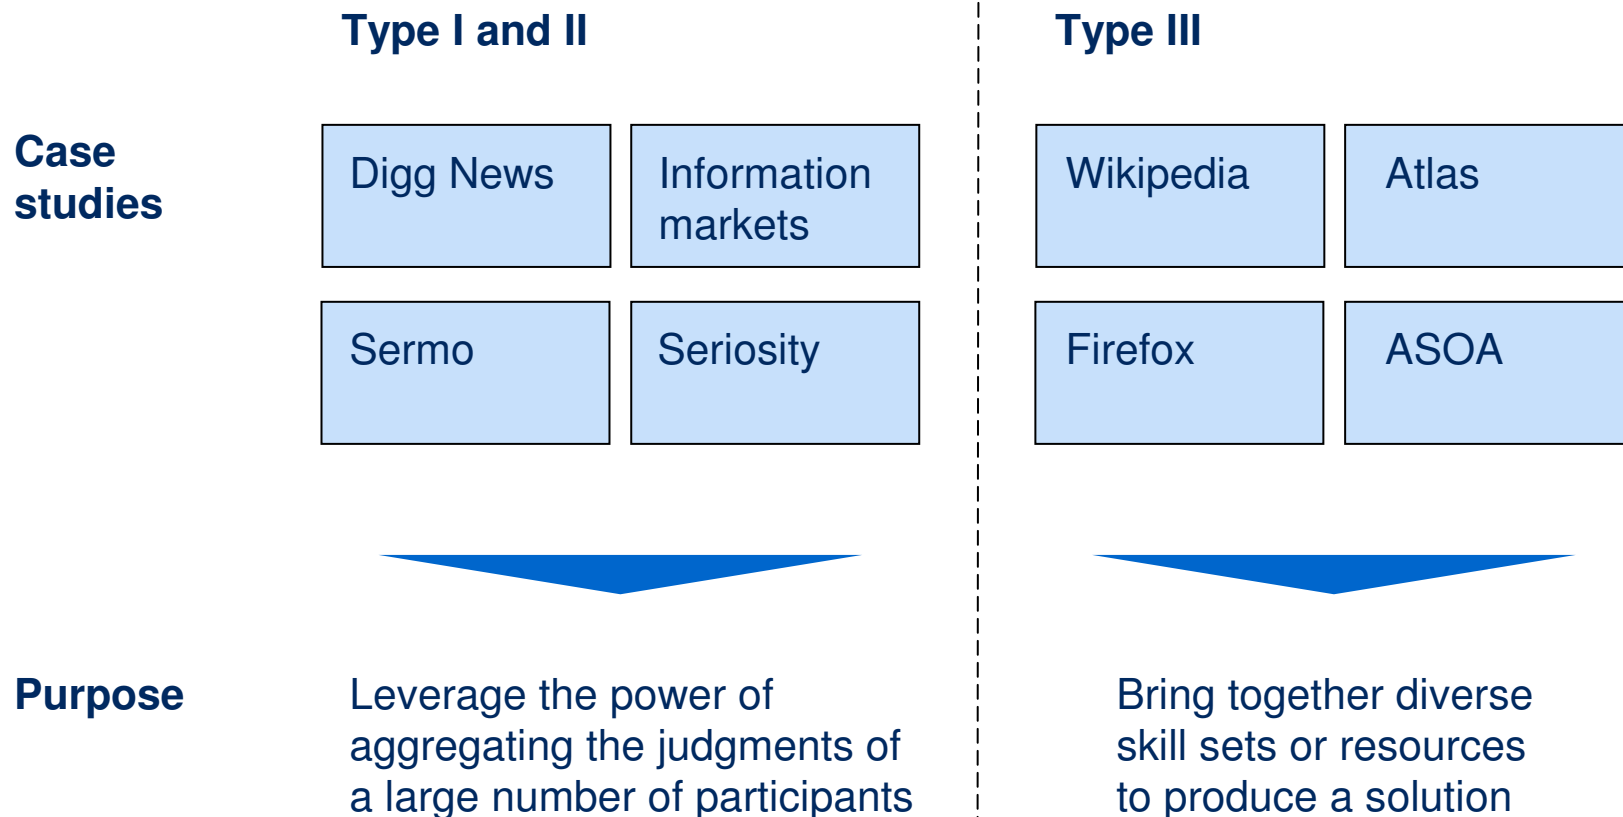 Type I and II
Type III
Case
studies
Digg News
Information
markets
Wikipedia
Atlas
Sermo
Seriosity
Firefox
ASOA
Purpose
Leverage the power of
aggregating the judgments of
a large number of participants
Bring together diverse
skill sets or resources
to produce a solution